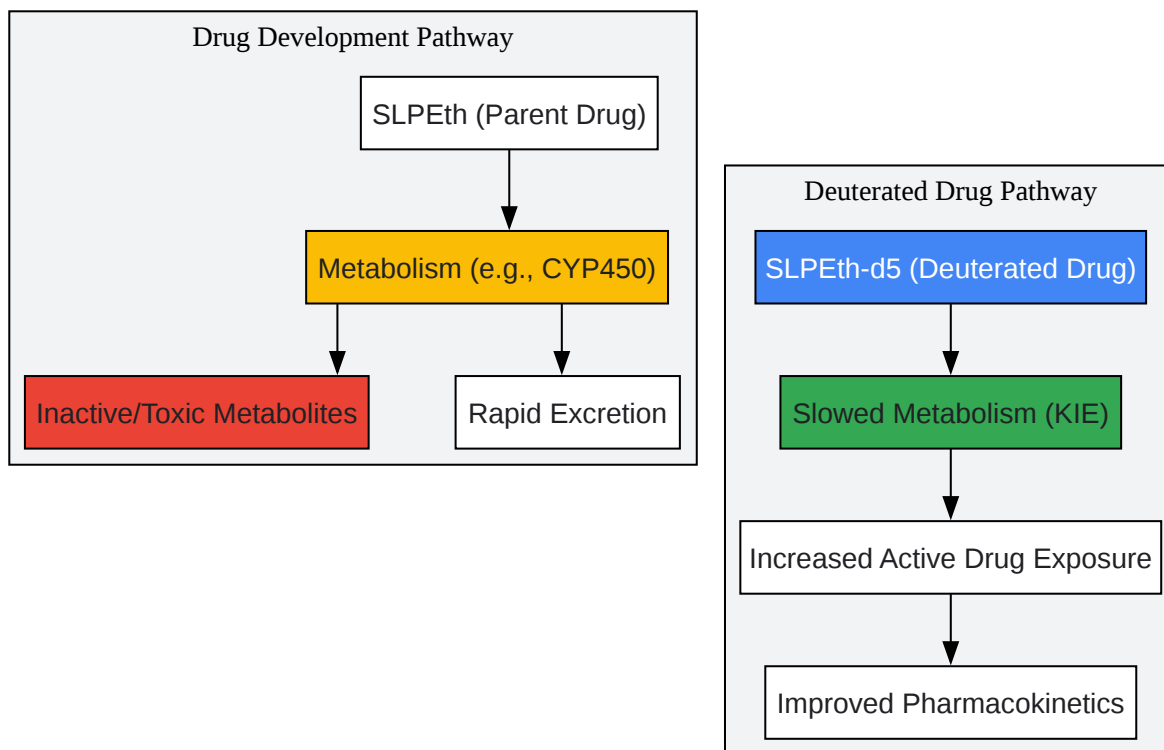 Drug Development Pathway
SLPEth (Parent Drug)
Metabolism (e.g., CYP450)
Inactive/Toxic Metabolites
Rapid Excretion
Deuterated Drug Pathway
SLPEth-d5 (Deuterated Drug)
Slowed Metabolism (KIE)
Increased Active Drug Exposure
Improved Pharmacokinetics